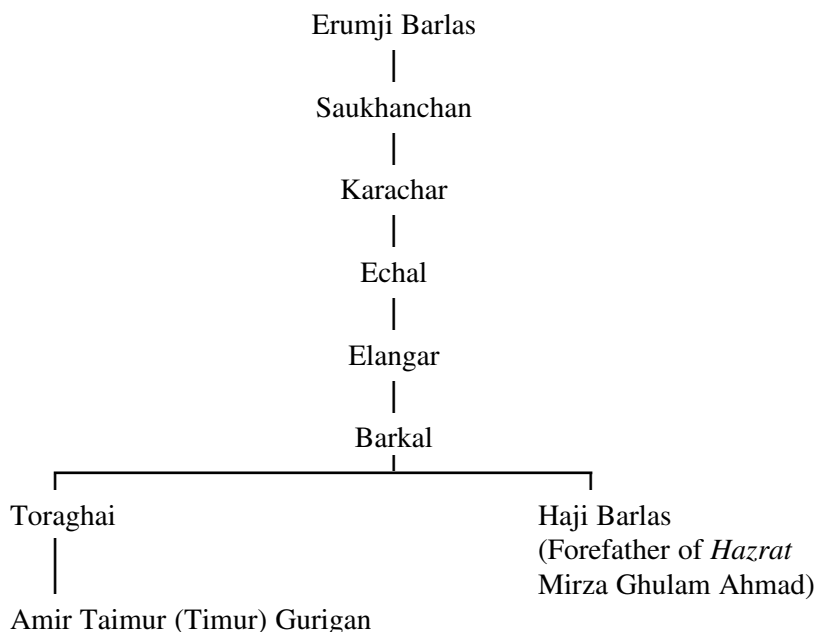 Erumji Barlas
Saukhanchan
Karachar
Echal
Elangar
Barkal
Toraghai
Haji Barlas
(Forefather of Hazrat
Mirza Ghulam Ahmad)
Amir Taimur (Timur) Gurigan